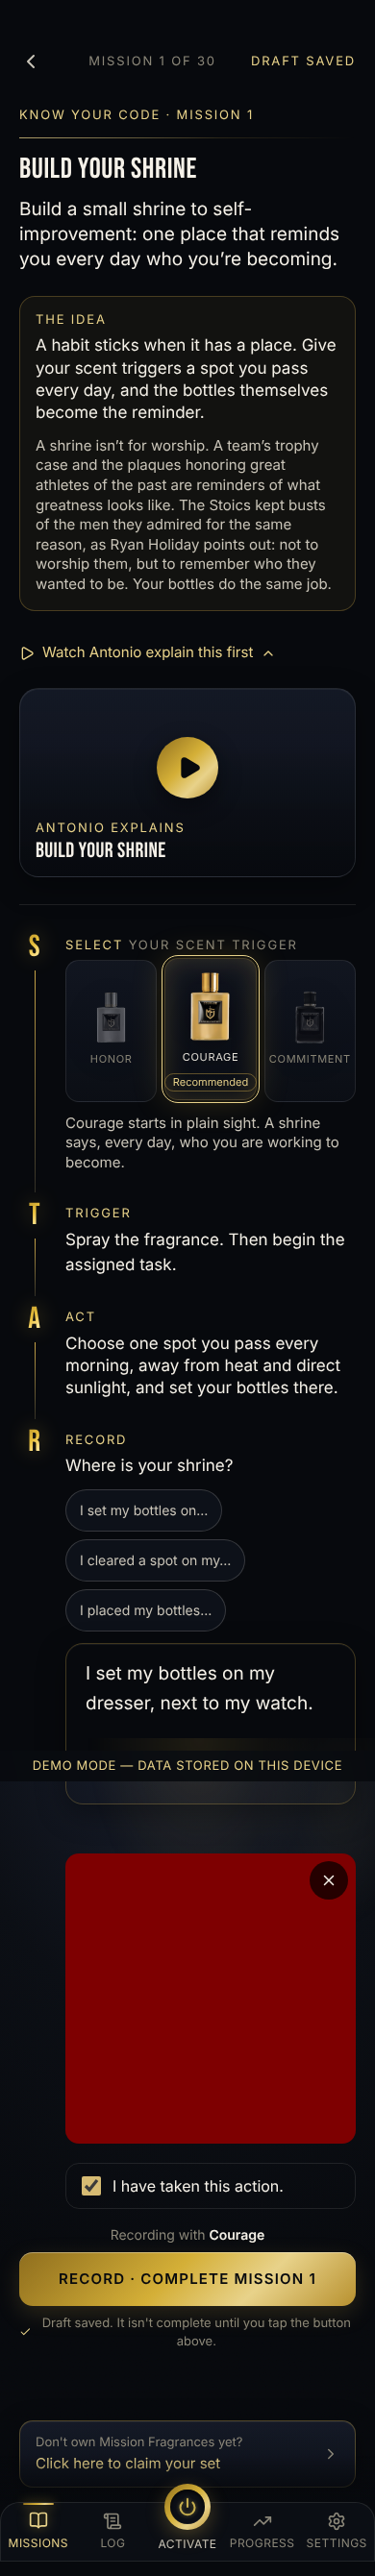 MISSION 1 OF 30
DRAFT SAVED
KNOW YOUR CODE · MISSION 1
BUILD YOUR SHRINE
Build a small shrine to self-
improvement: one place that reminds
you every day who you’re becoming.
THE IDEA
A habit sticks when it has a place. Give
your scent triggers a spot you pass
every day, and the bottles themselves
become the reminder.
A shrine isn’t for worship. A team’s trophy
case and the plaques honoring great
athletes of the past are reminders of what
greatness looks like. The Stoics kept busts
of the men they admired for the same
reason, as Ryan Holiday points out: not to
worship them, but to remember who they
wanted to be. Your bottles do the same job.
Watch Antonio explain this first
ANTONIO EXPLAINS
BUILD YOUR SHRINE
S
SELECT YOUR SCENT TRIGGER
HONOR
COURAGE
Recommended
COMMITMENT
Courage starts in plain sight. A shrine
says, every day, who you are working to
become.
T
TRIGGER
Spray the fragrance. Then begin the
assigned task.
A
ACT
Choose one spot you pass every
morning, away from heat and direct
sunlight, and set your bottles there.
R
RECORD
Where is your shrine?
I set my bottles on…
I cleared a spot on my…
I placed my bottles…
I set my bottles on my
dresser, next to my watch.
DEMO MODE — DATA STORED ON THIS DEVICE
I have taken this action.
Recording with Courage
RECORD · COMPLETE MISSION 1
Draft saved. It isn't complete until you tap the button
above.
Don't own Mission Fragrances yet?
Click here to claim your set
MISSIONS
LOG
ACTIVATE
PROGRESS
SETTINGS